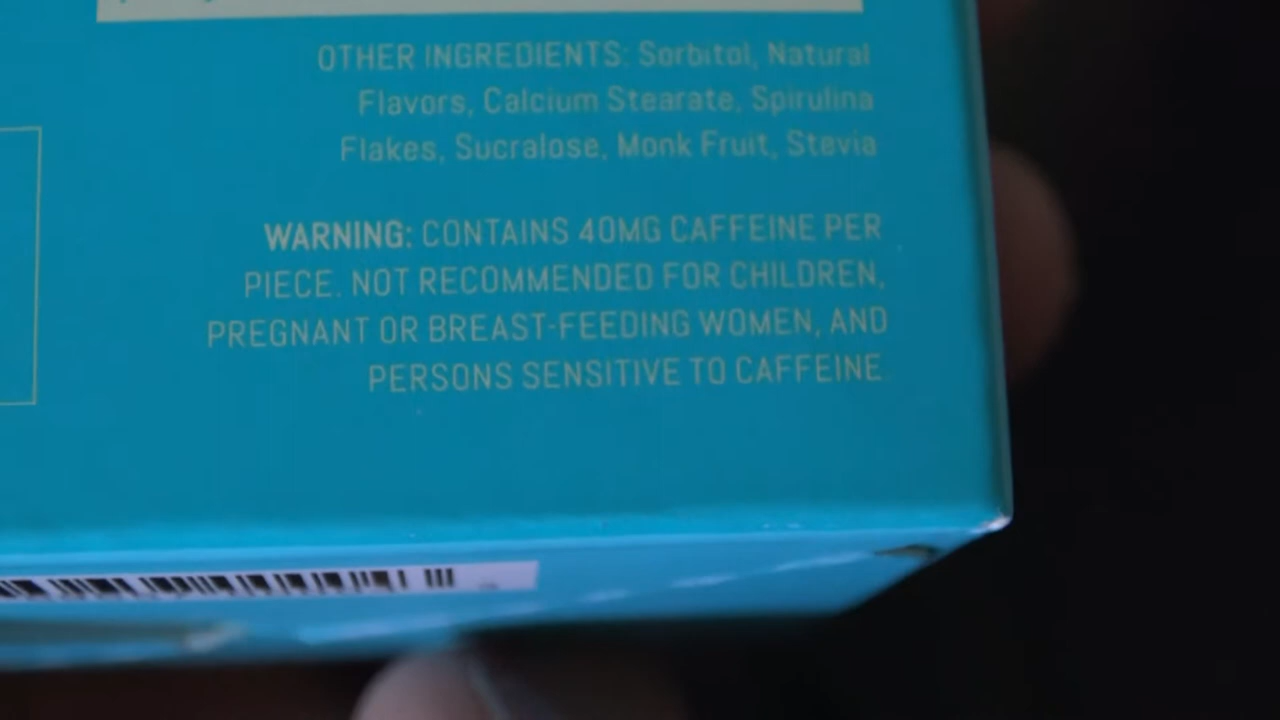 OTHER INGREDIENTS: Sorbitol, Natural
Flavors, Calcium Stearate, Spirulina
Flakes, Sucralose, Monk Fruit, Stevia
WARNING: CONTAINS 40MG CAFFEINE PER
PIECE. NOT RECOMMENDED FOR CHILDREN,
PREGNANT OR BREAST-FEEDING WOMEN, AND
PERSONS SENSITIVE TO CAFFEINE.